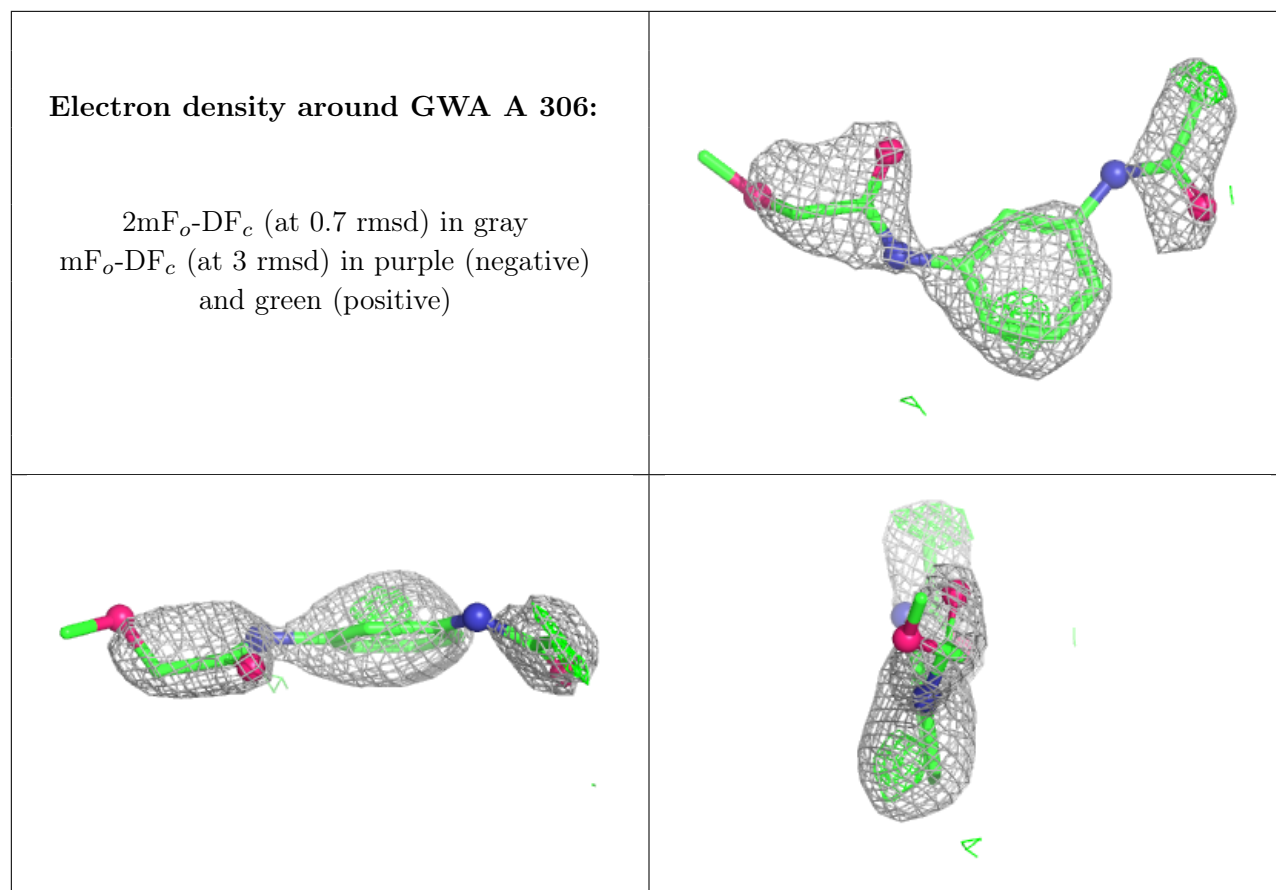 Electron density around GWA A 306:
2mFo-DFc (at 0.7 rmsd) in gray
mFo-DFc (at 3 rmsd) in purple (negative)
and green (positive)